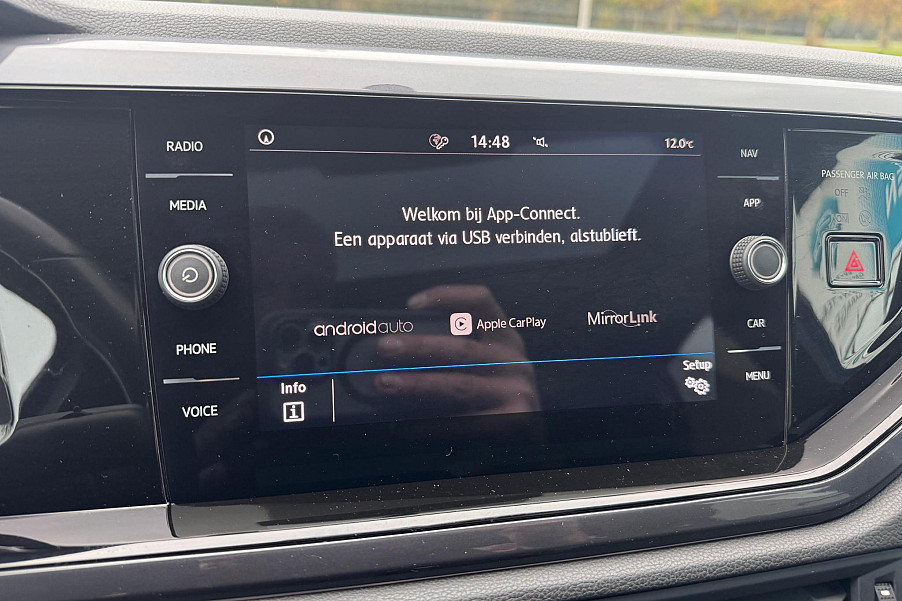 RADIO
MEDIA
PHONE
VOICE
14:48
12.0°C
Welkom bij App-Connect.
Een apparaat via USB verbinden, alstublieft.
androidauto
Apple CarPlay
MirrorLink
Info
i
Setup
NAV
APP
CAR
MENU
PASSENGER AIR BAG
OFF
ON